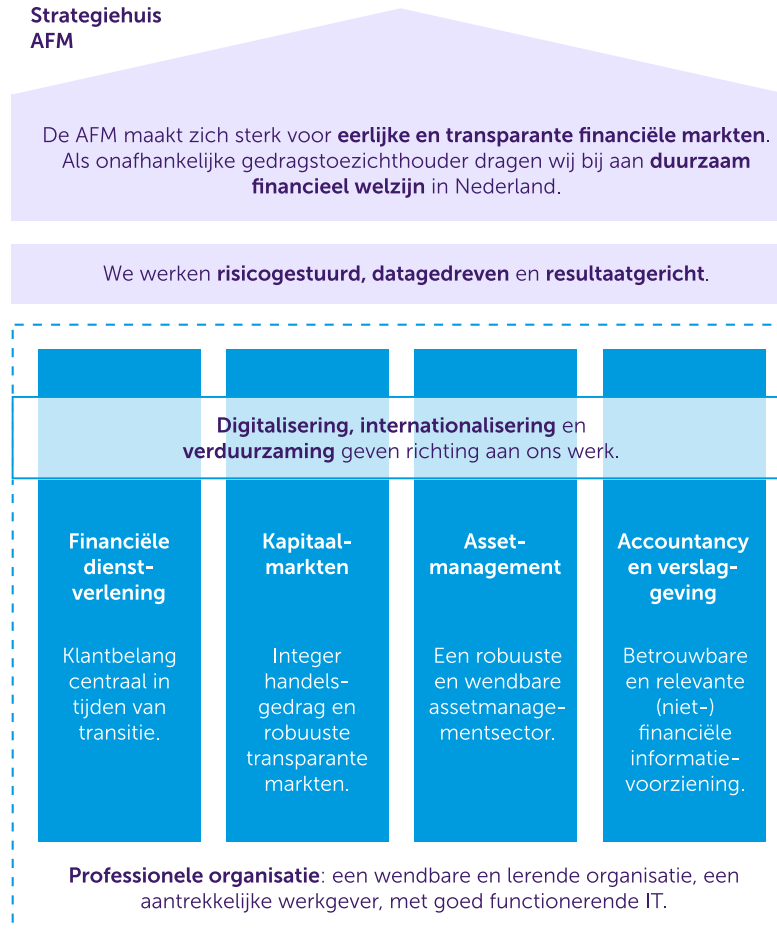 Strategiehuis
AFM
De AFM maakt zich sterk voor eerlijke en transparante financiële markten.
Als onafhankelijke gedragstoezichthouder dragen wij bij aan duurzaam
financieel welzijn in Nederland.
We werken risicogestuurd, datagedreven en resultaatgericht.
Digitalisering, internationalisering en
verduurzaming geven richting aan ons werk.
Financiële
dienst-
verlening
Klantbelang
centraal in
tijden van
transitie.
Kapitaal-
markten
Integer
handels-
gedrag en
robuuste
transparante
markten.
Asset-
management
Een robuuste
en wendbare
assetmanage-
mentsector.
Accountancy
en verslag-
geving
Betrouwbare
en relevante
(niet-)
financiële
informatie-
voorziening.
Professionele organisatie: een wendbare en lerende organisatie, een
aantrekkelijke werkgever, met goed functionerende IT.